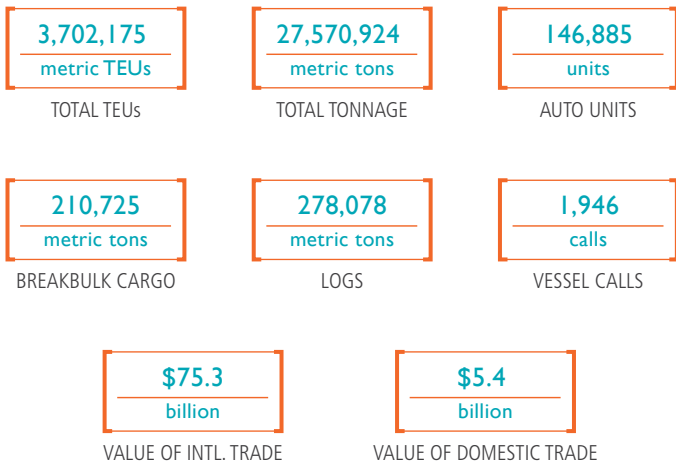 3,702,175
metric TEUs
TOTAL TEUs
27,570,924
metric tons
TOTAL TONNAGE
146,885
units
AUTO UNITS
210,725
metric tons
BREAKBULK CARGO
278,078
metric tons
LOGS
1,946
calls
VESSEL CALLS
$75.3
billion
VALUE OF INTL. TRADE
$5.4
billion
VALUE OF DOMESTIC TRADE